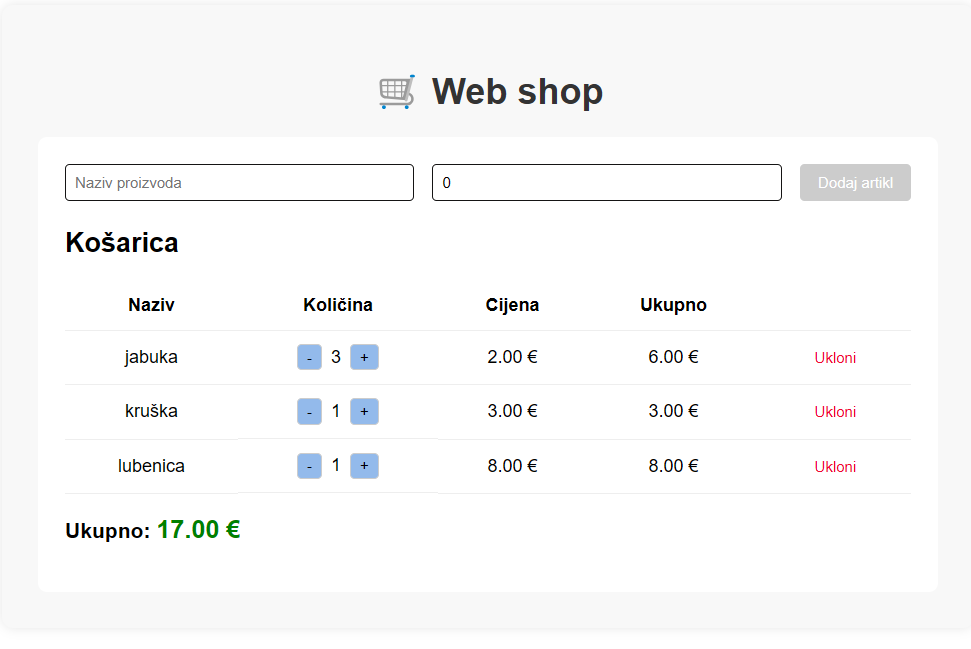 Web shop
Naziv proizvoda 0 Dodaj artikl
Košarica
Naziv Količina Cijena Ukupno
jabuka - 3 + 2.00 € 6.00 € Ukloni
kruška - 1 + 3.00 € 3.00 € Ukloni
lubenica - 1 + 8.00 € 8.00 € Ukloni
Ukupno: 17.00 €